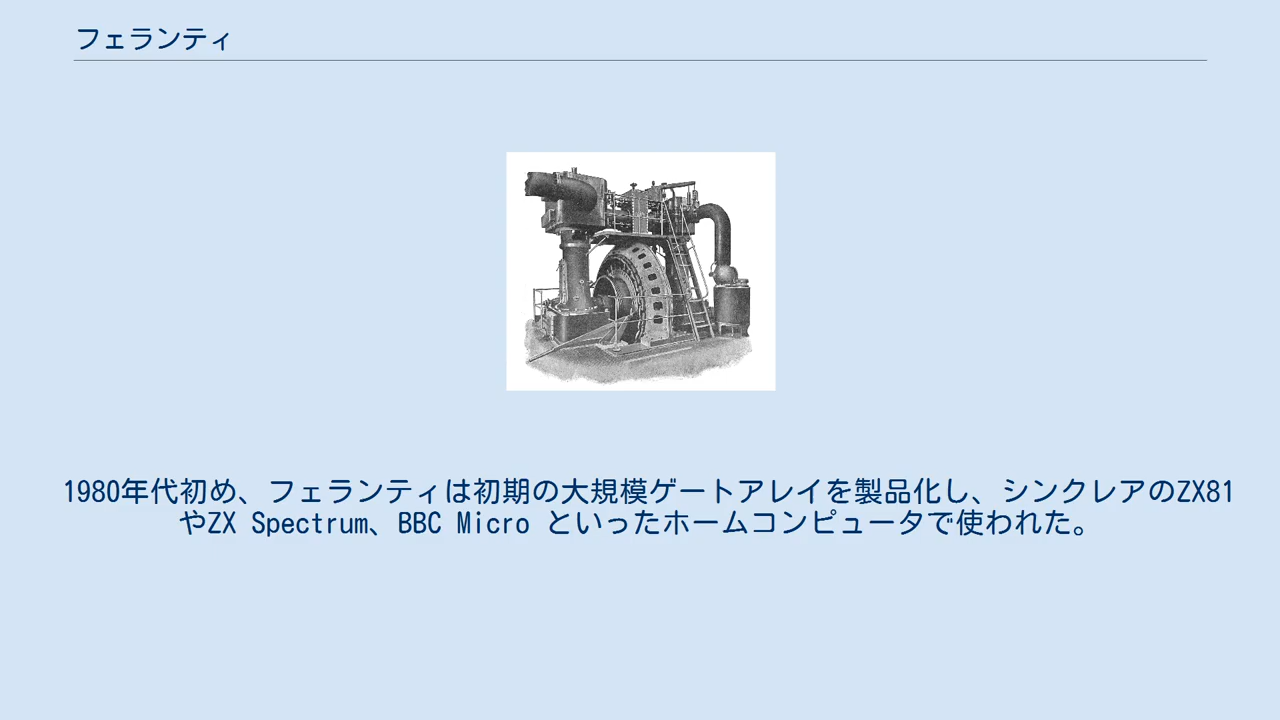 フェランティ
1980年代初め、フェランティは初期の大規模ゲートアレイを製品化し、シンクレアのZX81
やZX Spectrum、BBC Micro といったホームコンピュータで使われた。